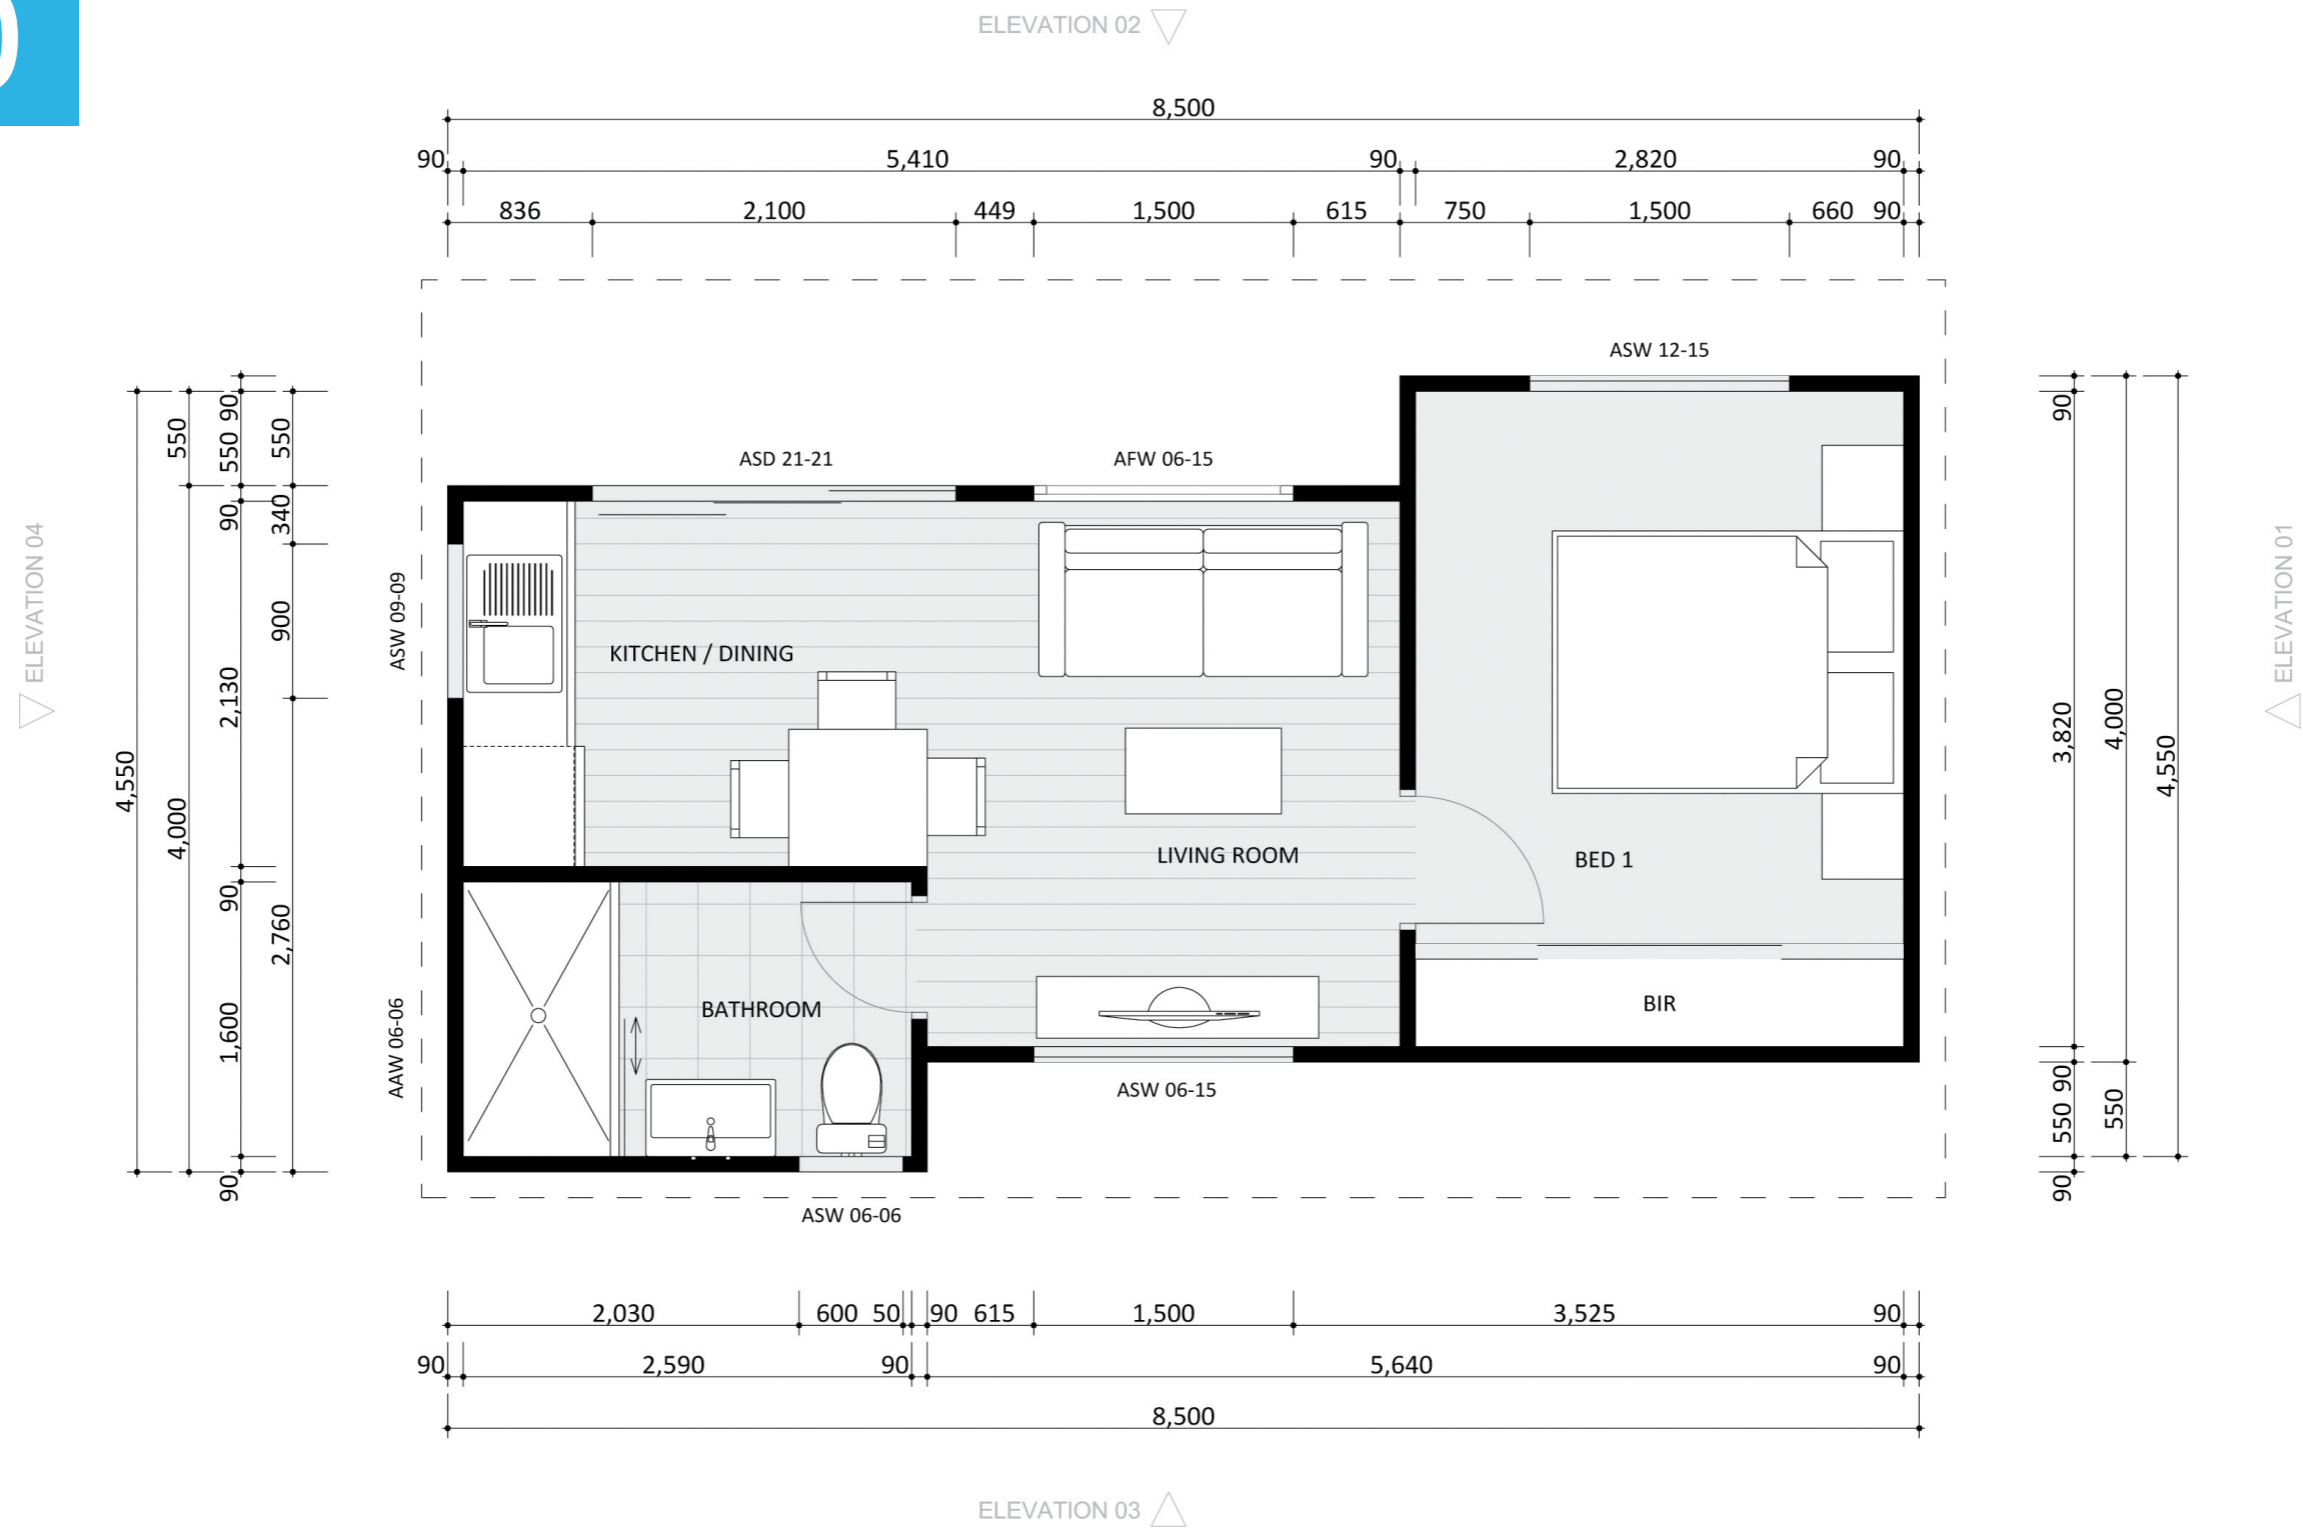 ELEVATION 02
8,500
90 5,410 90 2,820 90
836 2,100 449 1,500 615 750 1,500 660 90
ASW 12-15
ASD 21-21
AFW 06-15
ELEVATION 04
4,550
550
4,000
90
550
90
2,130
90
1,600
90
550
340
900
2,760
ASW 09-09
AAW 06-06
KITCHEN / DINING
LIVING ROOM
BED 1
BIR
BATHROOM
ASW 06-15
ASW 06-06
90
3,820
90
550
90
4,000
550
4,550
ELEVATION 01
2,030 600 50 90 615 1,500 3,525 90
90 2,590 90 5,640 90
8,500
ELEVATION 03